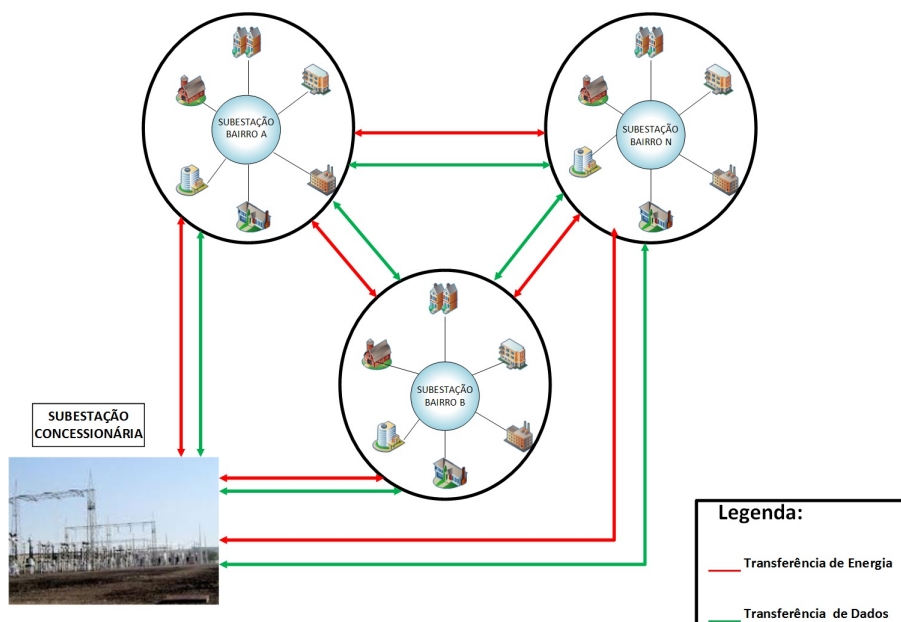 SUBESTAÇÃO
BAIRRO A
SUBESTAÇÃO
BAIRRO N
SUBESTAÇÃO
BAIRRO B
SUBESTAÇÃO
CONCESSIONÁRIA
Legenda:
Transferência de Energia
Transferência de Dados